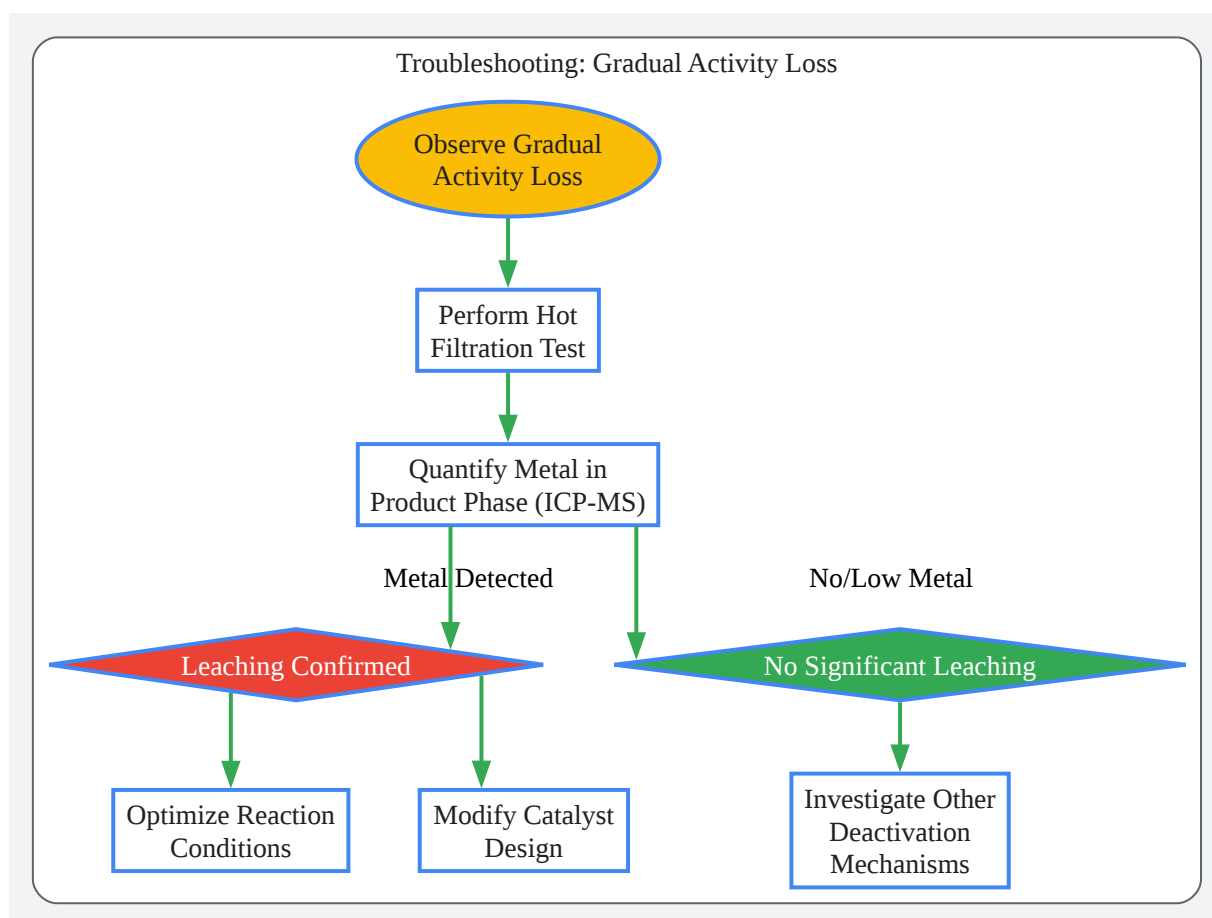 Troubleshooting: Gradual Activity Loss
Observe Gradual
Activity Loss
Perform Hot
Filtration Test
Quantify Metal in
Product Phase (ICP-MS)
Metal Detected
No/Low Metal
Leaching Confirmed
No Significant Leaching
Optimize Reaction
Conditions
Modify Catalyst
Design
Investigate Other
Deactivation
Mechanisms